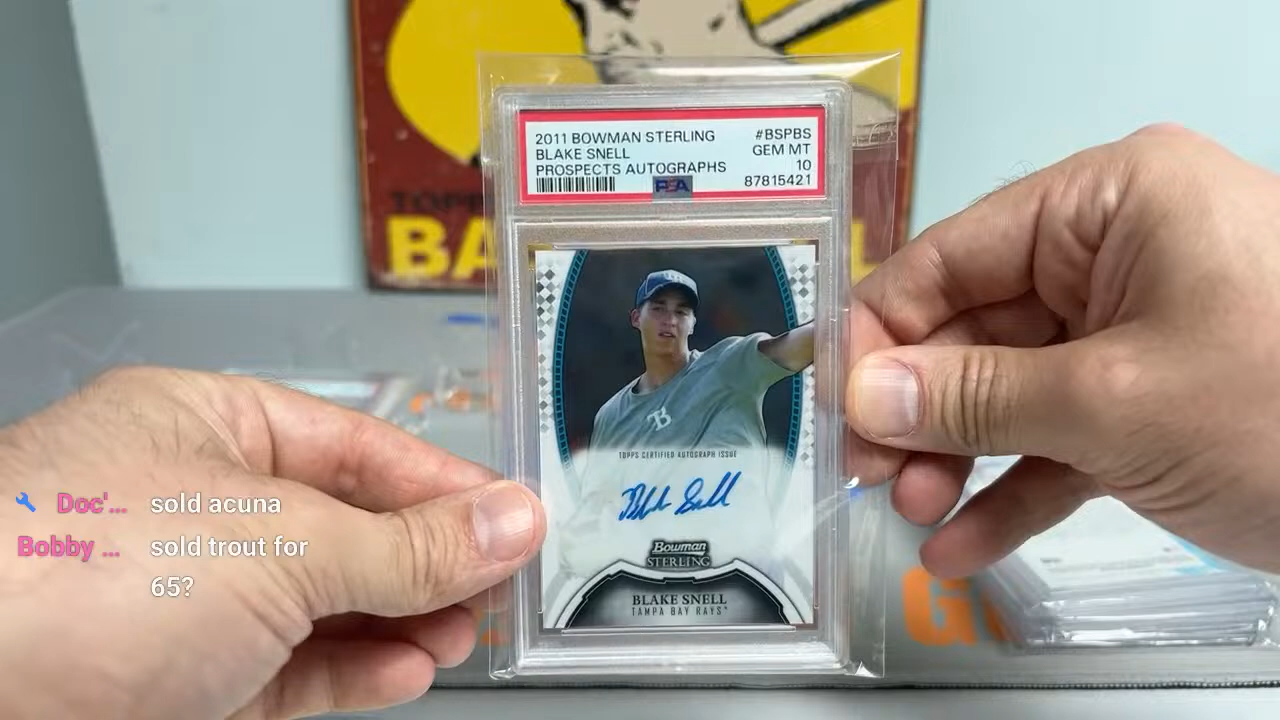 2011 BOWMAN STERLING #BSPBS
BLAKE SNELL GEM MT
PROSPECTS AUTOGRAPHS 10
PSA 87815421
TOPPS CERTIFIED AUTOGRAPH ISSUE
Bowman
STERLING
BLAKE SNELL
TAMPA BAY RAYS
Doc'... sold acuna
Bobby ... sold trout for
65?